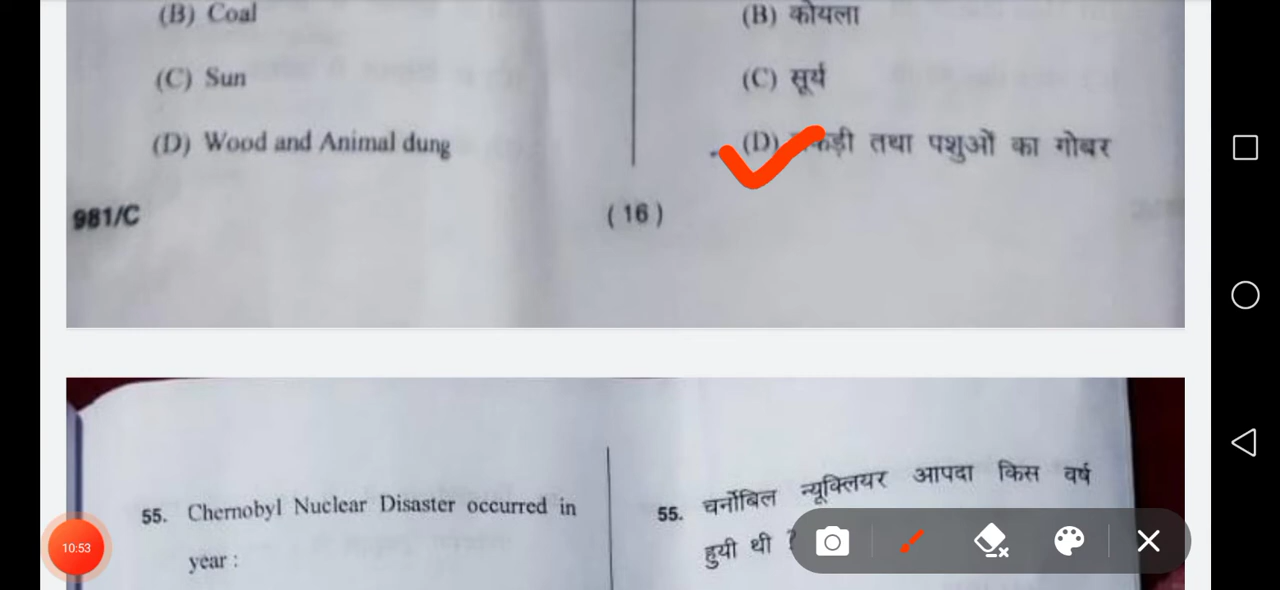 (B) Coal
(C) Sun
(D) Wood and Animal dung
(B) कोयला
(C) सूर्य
(D) तथा पशुओं का गोबर
981/C
( 16 )
55. Chernobyl Nuclear Disaster occurred in
year :
55. चर्नोबिल न्यूक्लियर आपदा किस वर्ष
हुयी थी ?
10:53